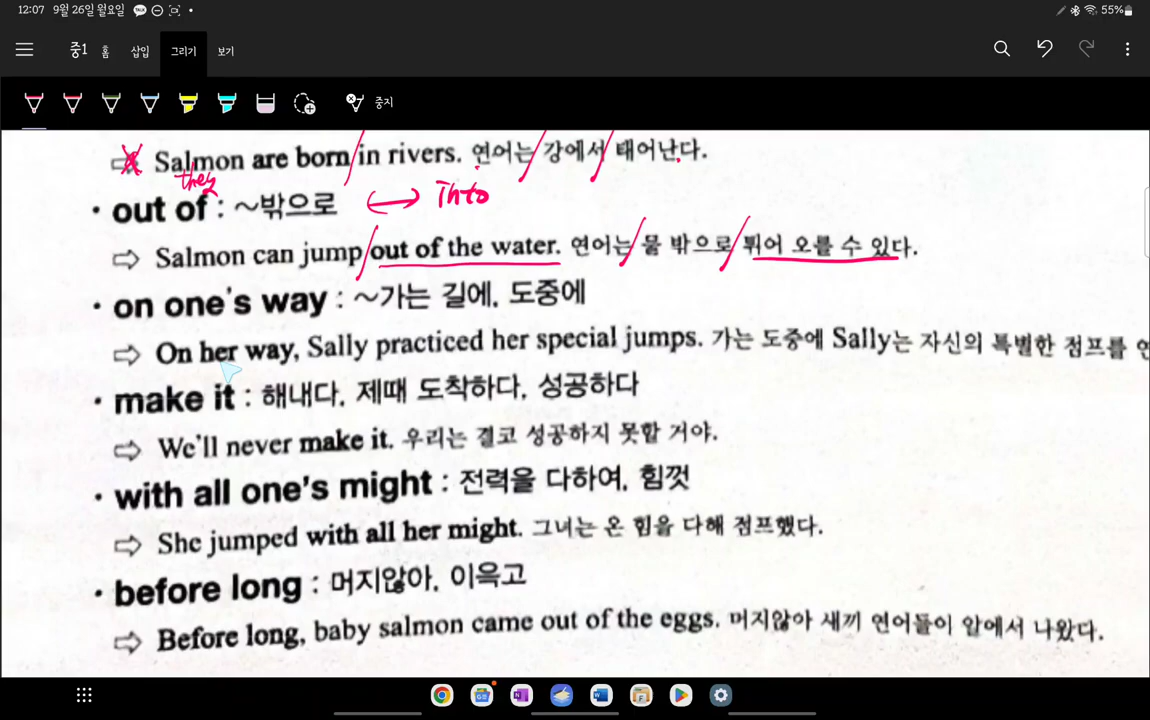 12:07 9월 26일 월요일 TALK
55%
중1 홈 삽입 그리기 보기
중지
⇨ Salmon are born / in rivers. 연어는 / 강에서 / 태어난다.
they
· out of : ~밖으로 ↔ Into
⇨ Salmon can jump / out of the water. 연어는 / 물 밖으로 / 튀어 오를 수 있다.
· on one's way : ~가는 길에, 도중에
⇨ On her way, Sally practiced her special jumps. 가는 도중에 Sally는 자신의 특별한 점프를 연
· make it : 해내다, 제때 도착하다, 성공하다
⇨ We'll never make it. 우리는 결코 성공하지 못할 거야.
· with all one's might : 전력을 다하여, 힘껏
⇨ She jumped with all her might. 그녀는 온 힘을 다해 점프했다.
· before long : 머지않아, 이윽고
⇨ Before long, baby salmon came out of the eggs. 머지않아 새끼 연어들이 알에서 나왔다.